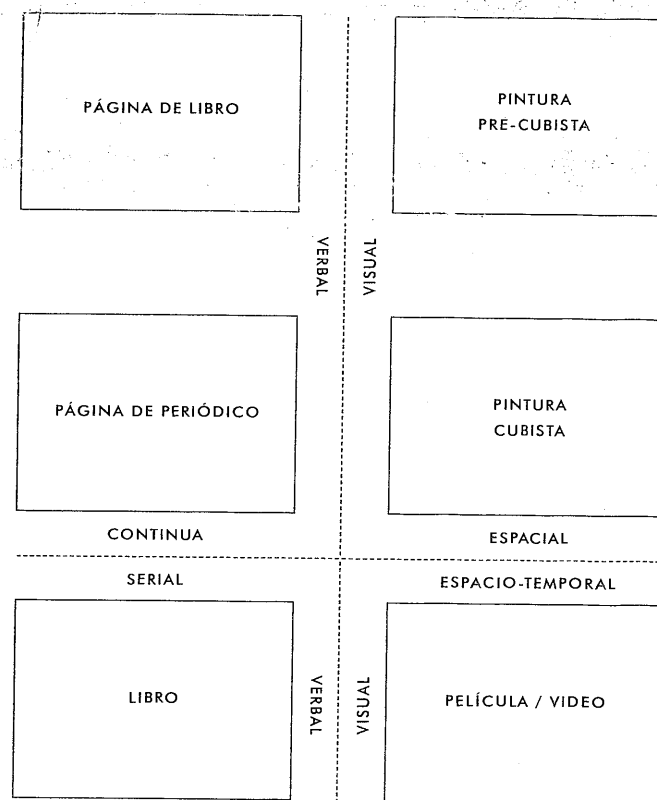 PÁGINA DE LIBRO
PINTURA
PRE-CUBISTA
VERBAL
VISUAL
PÁGINA DE PERIÓDICO
PINTURA
CUBISTA
CONTINUA
ESPACIAL
SERIAL
ESPACIO-TEMPORAL
LIBRO
VERBAL
VISUAL
PELÍCULA / VIDEO